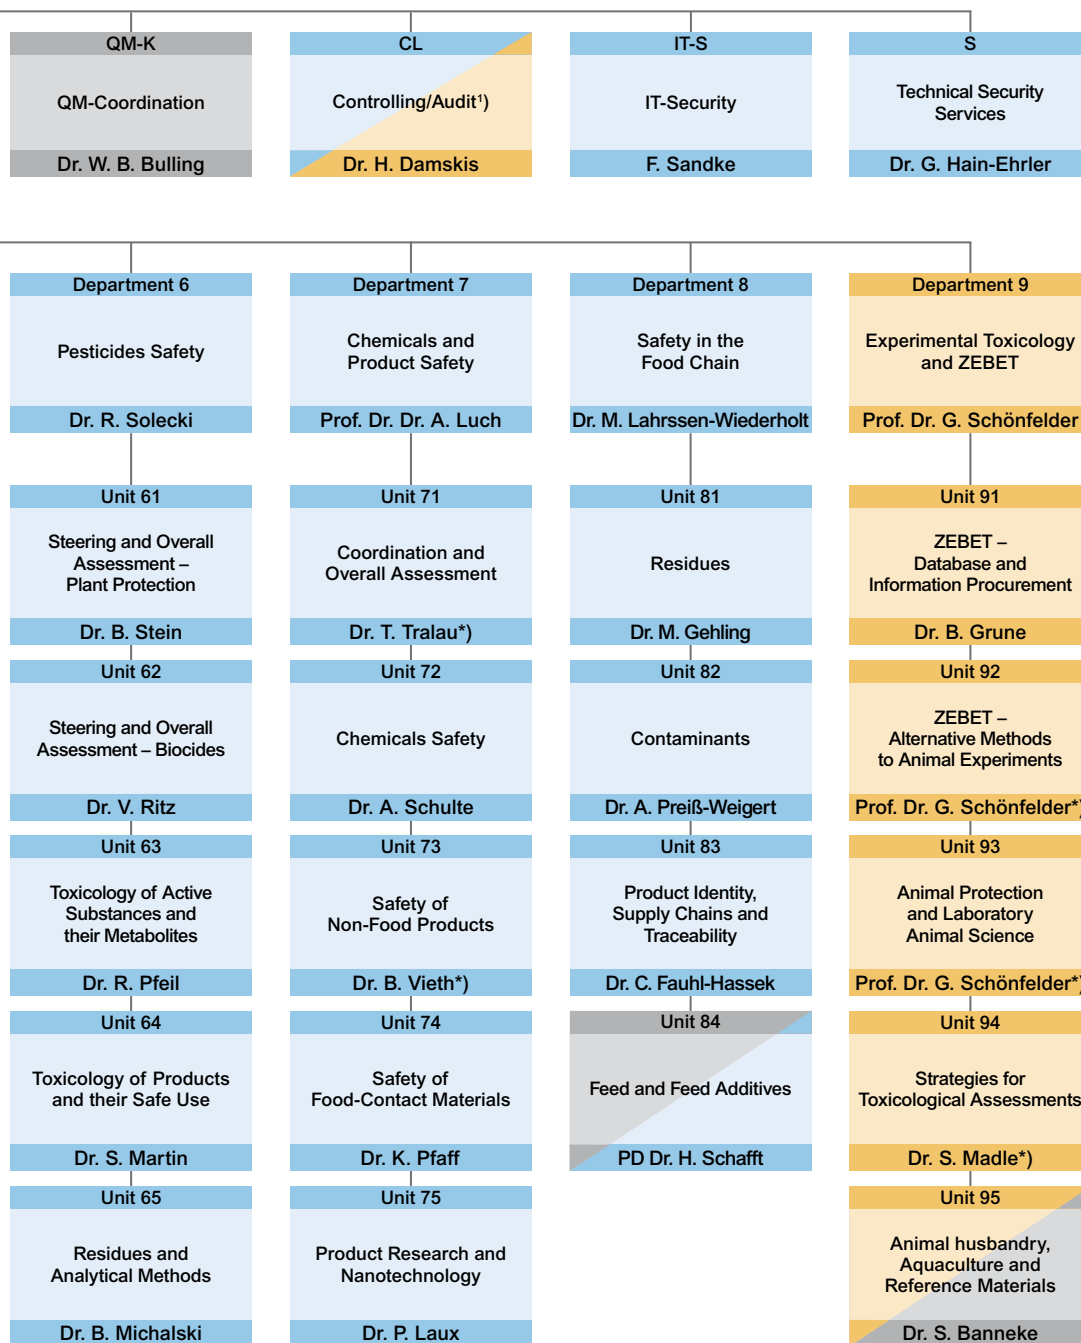 QM-K
QM-Coordination
Dr. W. B. Bulling
CL
Controlling/Audit¹)
Dr. H. Damskis
IT-S
IT-Security
F. Sandke
S
Technical Security
Services
Dr. G. Hain-Ehrler
Department 6
Pesticides Safety
Dr. R. Solecki
Department 7
Chemicals and
Product Safety
Prof. Dr. Dr. A. Luch
Department 8
Safety in the
Food Chain
Dr. M. Lahrssen-Wiederholt
Department 9
Experimental Toxicology
and ZEBET
Prof. Dr. G. Schönfelder
Unit 61
Steering and Overall
Assessment –
Plant Protection
Dr. B. Stein
Unit 71
Coordination and
Overall Assessment
Dr. T. Tralau*)
Unit 81
Residues
Dr. M. Gehling
Unit 91
ZEBET –
Database and
Information Procurement
Dr. B. Grune
Unit 62
Steering and Overall
Assessment – Biocides
Dr. V. Ritz
Unit 72
Chemicals Safety
Dr. A. Schulte
Unit 82
Contaminants
Dr. A. Preiß-Weigert
Unit 92
ZEBET –
Alternative Methods
to Animal Experiments
Prof. Dr. G. Schönfelder*)
Unit 63
Toxicology of Active
Substances and
their Metabolites
Dr. R. Pfeil
Unit 73
Safety of
Non-Food Products
Dr. B. Vieth*)
Unit 83
Product Identity,
Supply Chains and
Traceability
Dr. C. Fauhl-Hassek
Unit 93
Animal Protection
and Laboratory
Animal Science
Prof. Dr. G. Schönfelder*)
Unit 64
Toxicology of Products
and their Safe Use
Dr. S. Martin
Unit 74
Safety of
Food-Contact Materials
Dr. K. Pfaff
Unit 84
Feed and Feed Additives
PD Dr. H. Schafft
Unit 94
Strategies for
Toxicological Assessments
Dr. S. Madle*)
Unit 65
Residues and
Analytical Methods
Dr. B. Michalski
Unit 75
Product Research and
Nanotechnology
Dr. P. Laux
Unit 95
Animal husbandry,
Aquaculture and
Reference Materials
Dr. S. Banneke